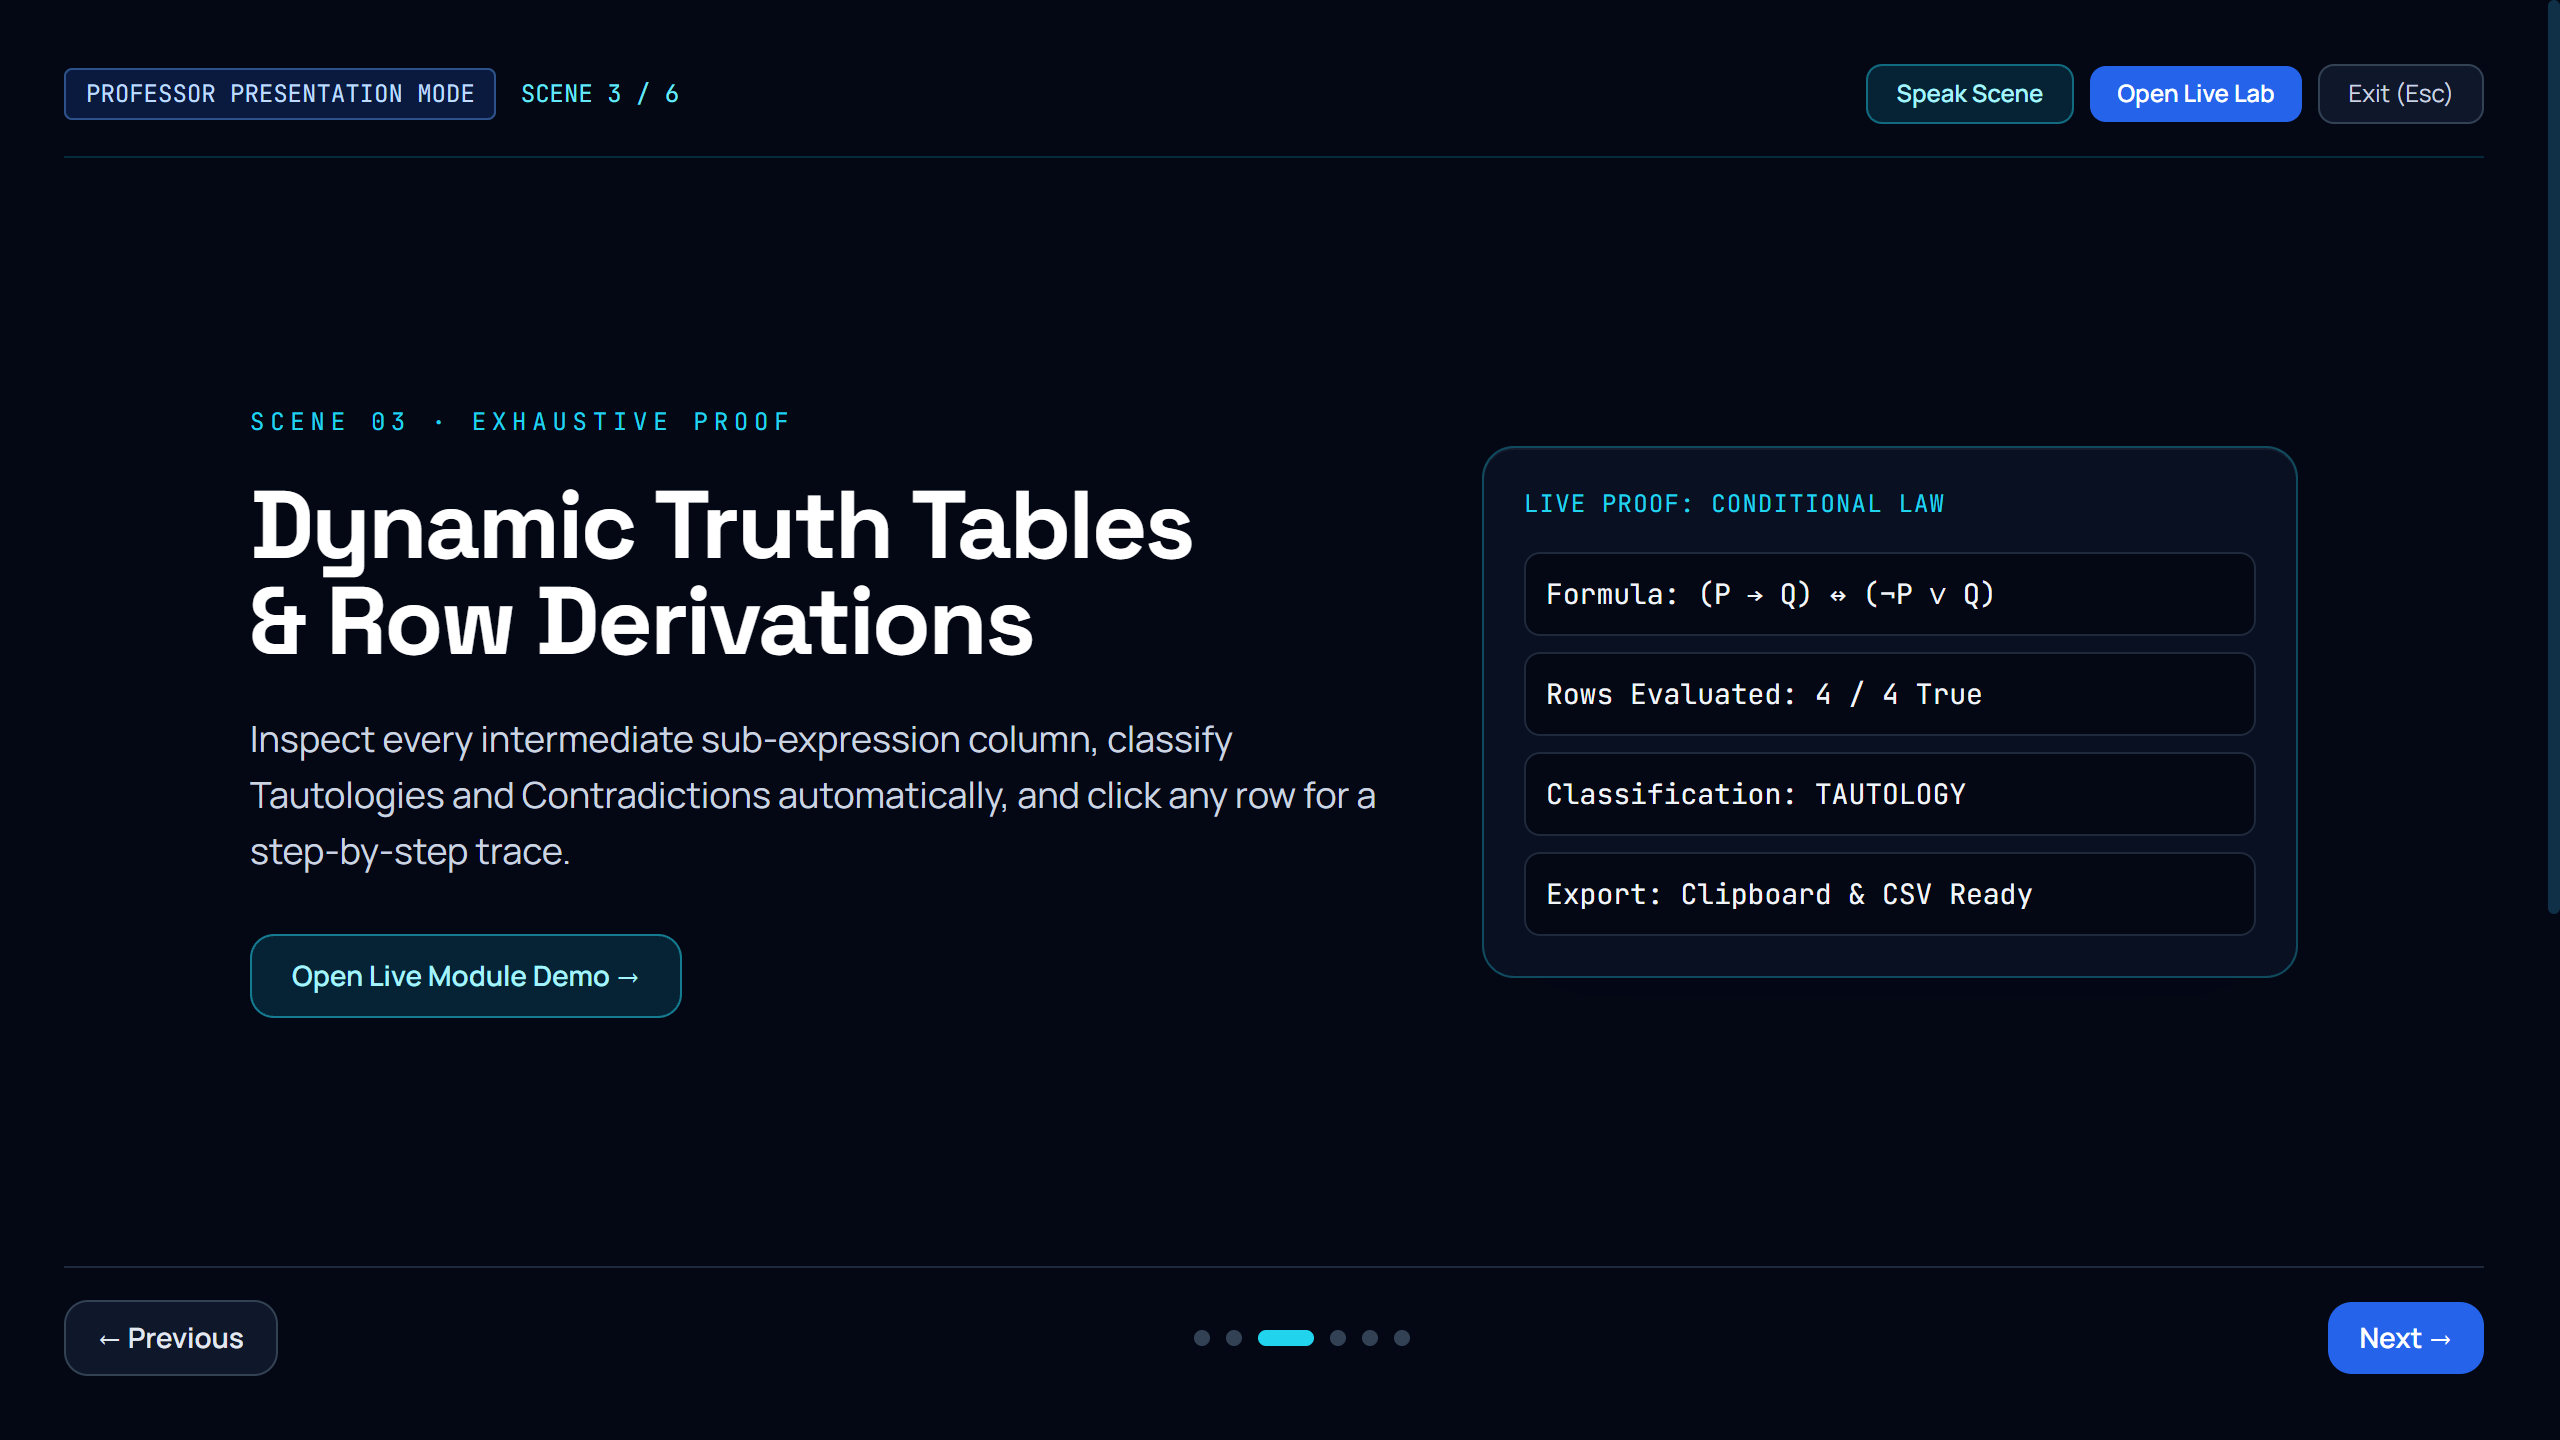 PROFESSOR PRESENTATION MODE
SCENE 3 / 6
Speak Scene
Open Live Lab
Exit (Esc)
SCENE 03 · EXHAUSTIVE PROOF
Dynamic Truth Tables
& Row Derivations
Inspect every intermediate sub-expression column, classify
Tautologies and Contradictions automatically, and click any row for a
step-by-step trace.
Open Live Module Demo →
LIVE PROOF: CONDITIONAL LAW
Formula: (P → Q) ↔ (¬P ∨ Q)
Rows Evaluated: 4 / 4 True
Classification: TAUTOLOGY
Export: Clipboard & CSV Ready
← Previous
Next →